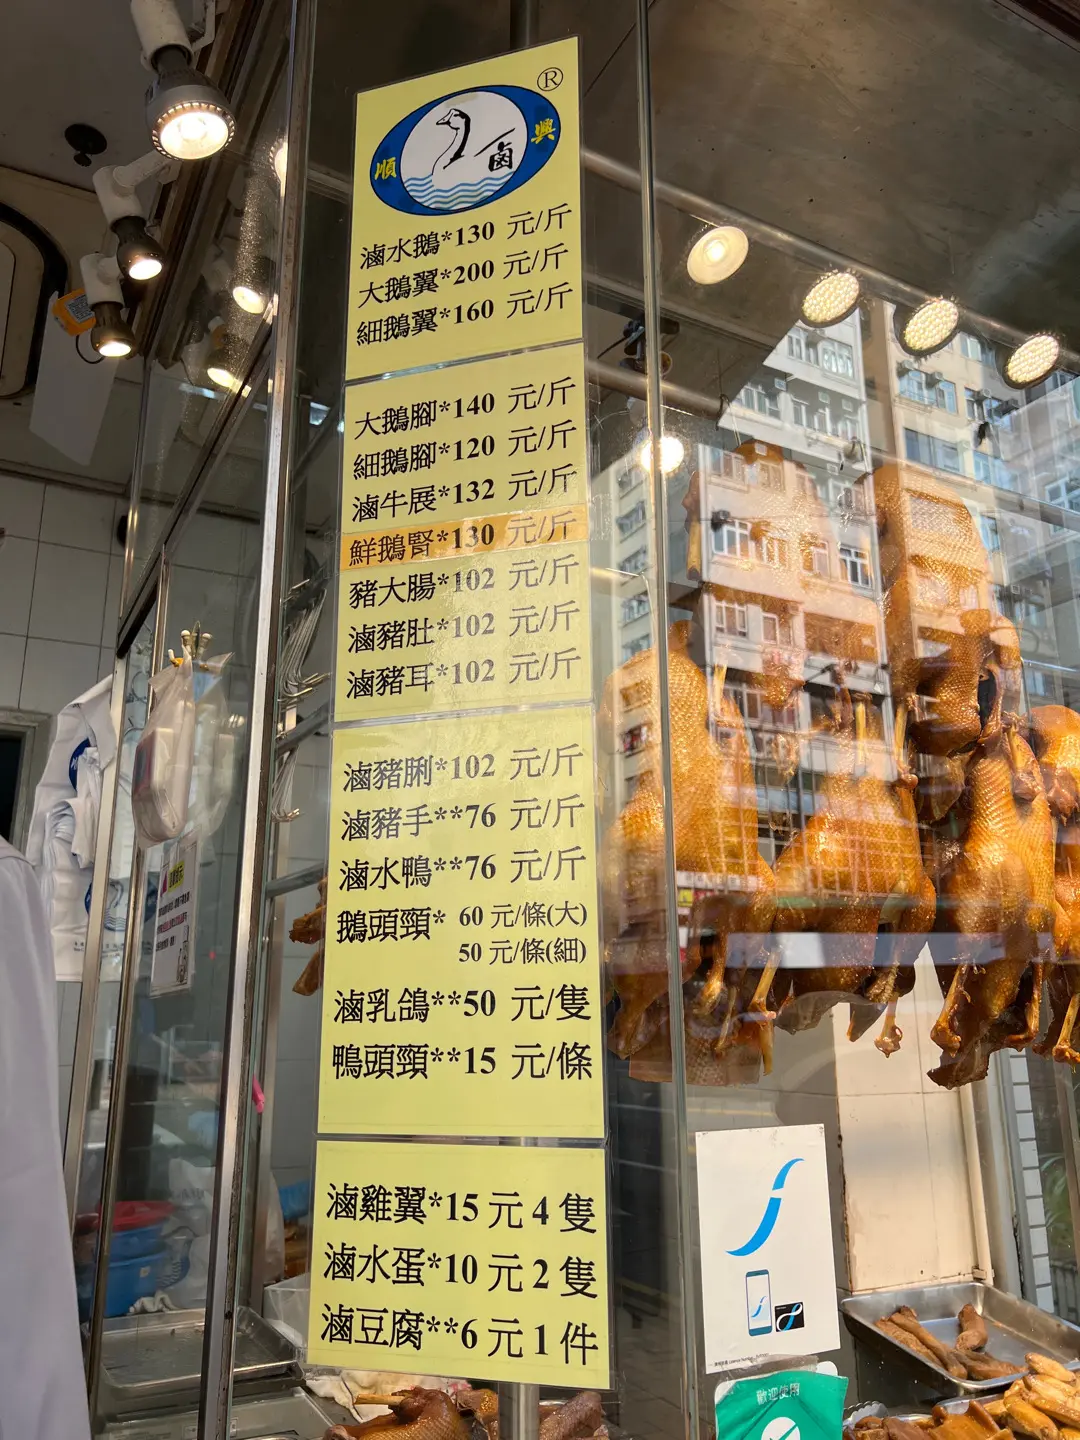 ®
順 鹵 興
滷水鵝*130 元/斤
大鵝翼*200 元/斤
細鵝翼*160 元/斤
大鵝腳*140 元/斤
細鵝腳*120 元/斤
滷牛展*132 元/斤
鮮鵝腎*130 元/斤
豬大腸*102 元/斤
滷豬肚*102 元/斤
滷豬耳*102 元/斤
滷豬脷*102 元/斤
滷豬手**76 元/斤
滷水鴨**76 元/斤
鵝頭頸* 60 元/條(大)
50 元/條(細)
滷乳鴿**50 元/隻
鴨頭頸**15 元/條
滷雞翼*15 元 4 隻
滷水蛋*10 元 2 隻
滷豆腐**6 元 1 件
歡迎使用